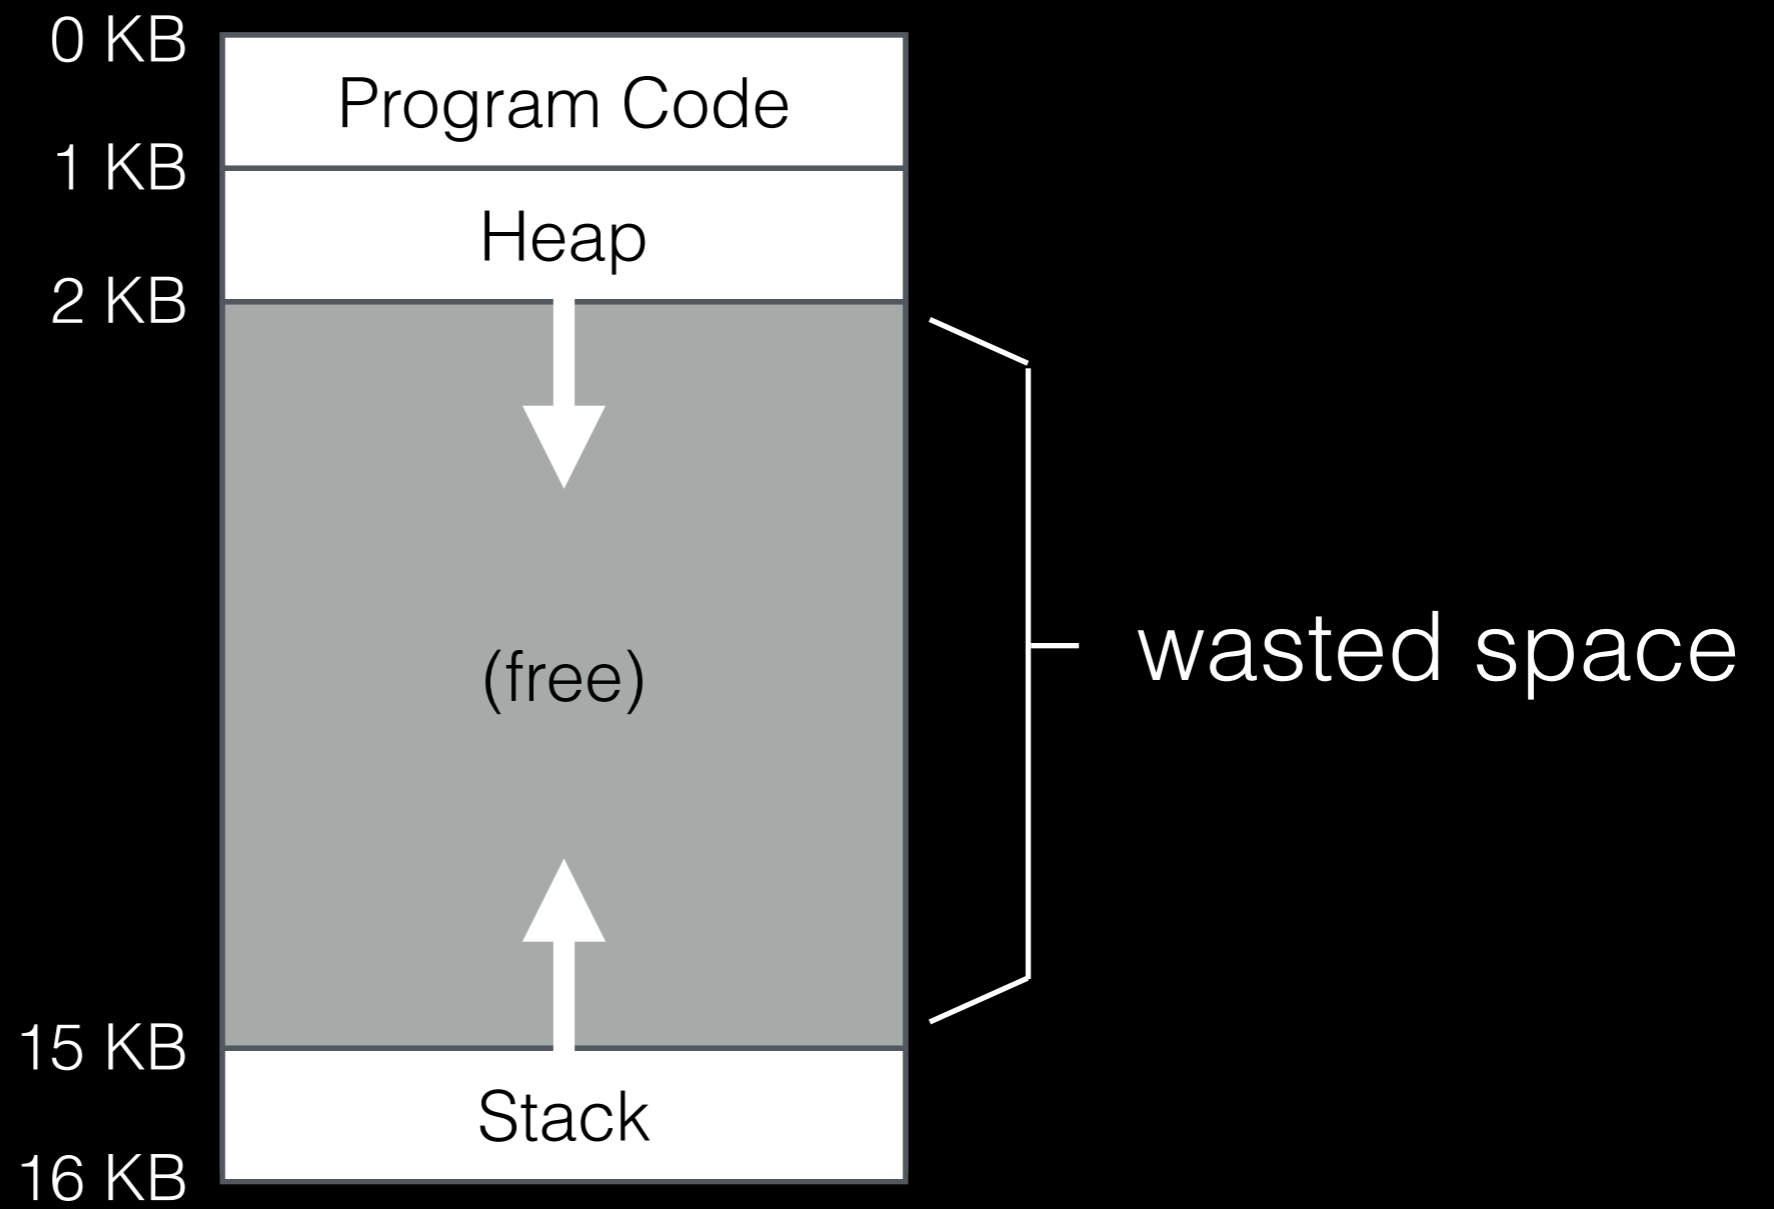 0 KB
Program Code
1 KB
Heap
2 KB
(free)
wasted space
15 KB
Stack
16 KB